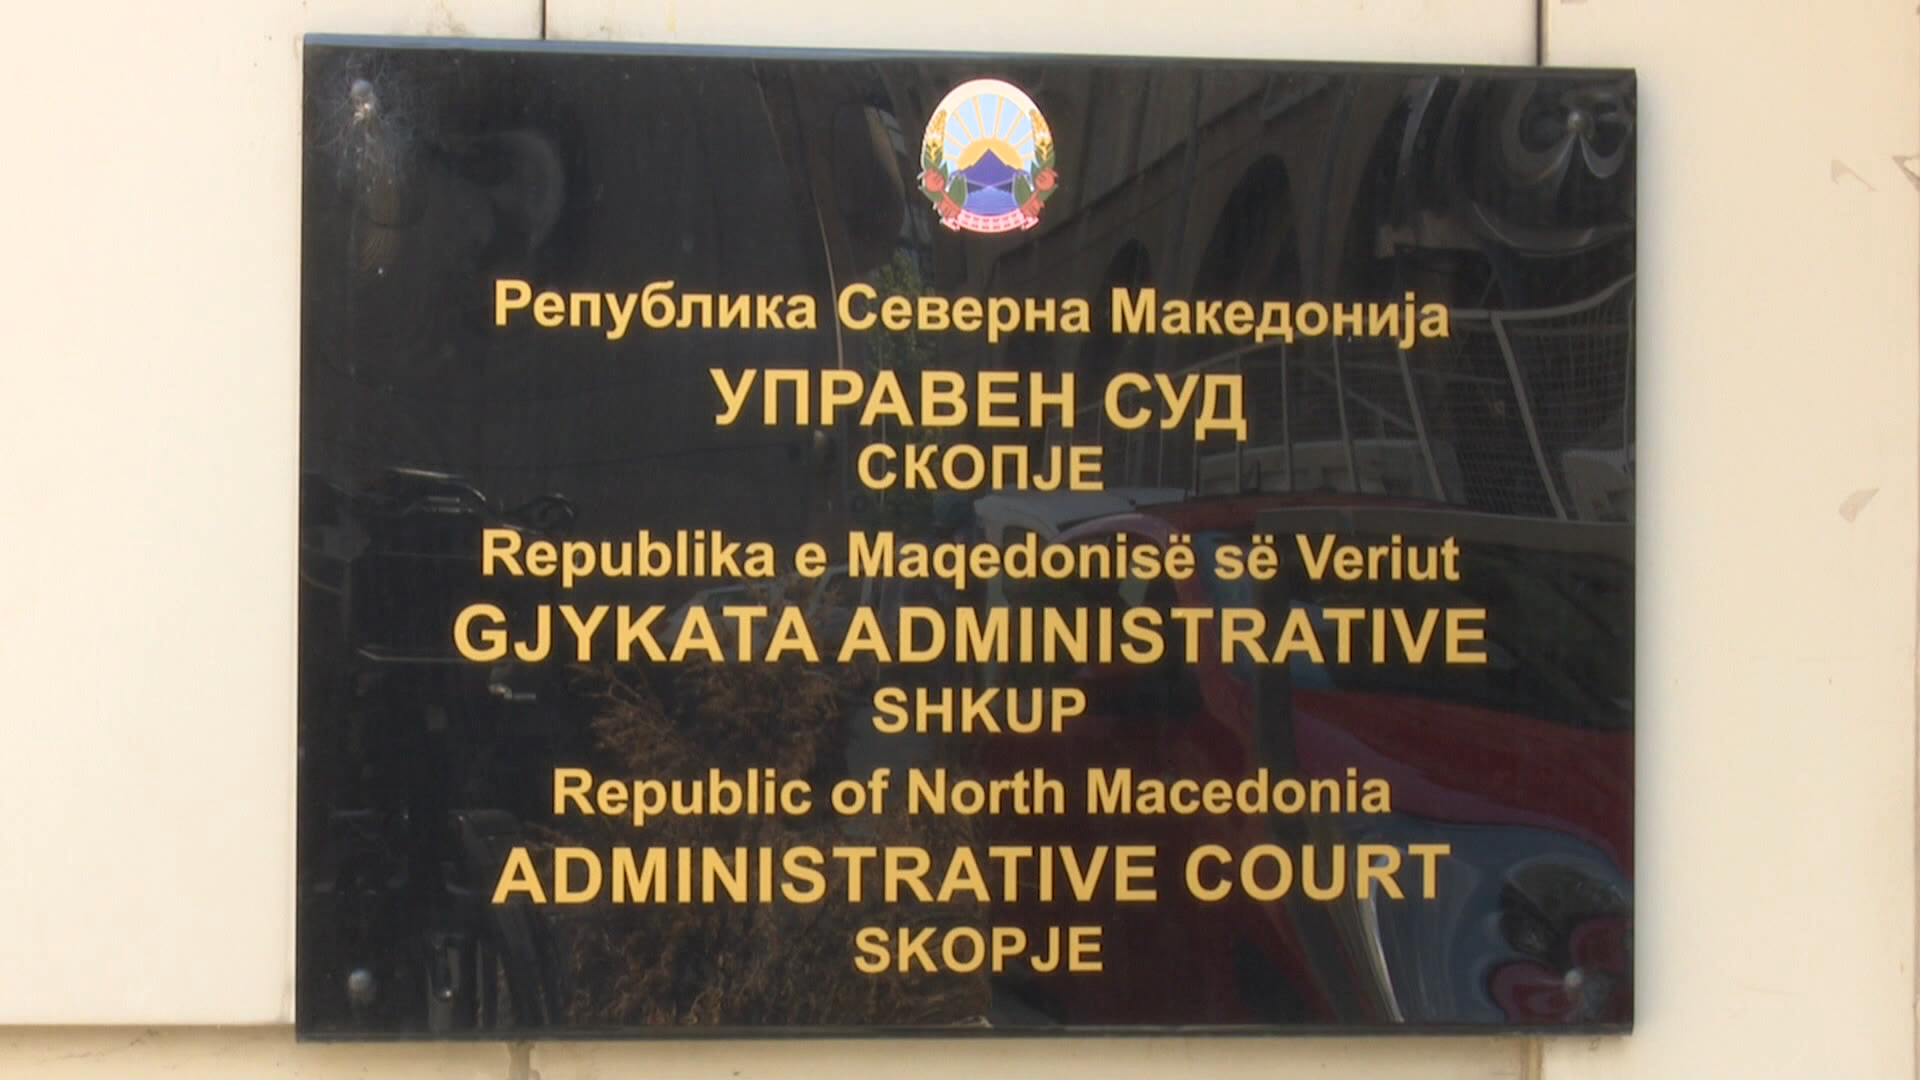 Република Северна Македонија
УПРАВЕН СУД
СКОПЈЕ
Republika e Maqedonisë së Veriut
GJYKATA ADMINISTRATIVE
SHKUP
Republic of North Macedonia
ADMINISTRATIVE COURT
SKOPJE